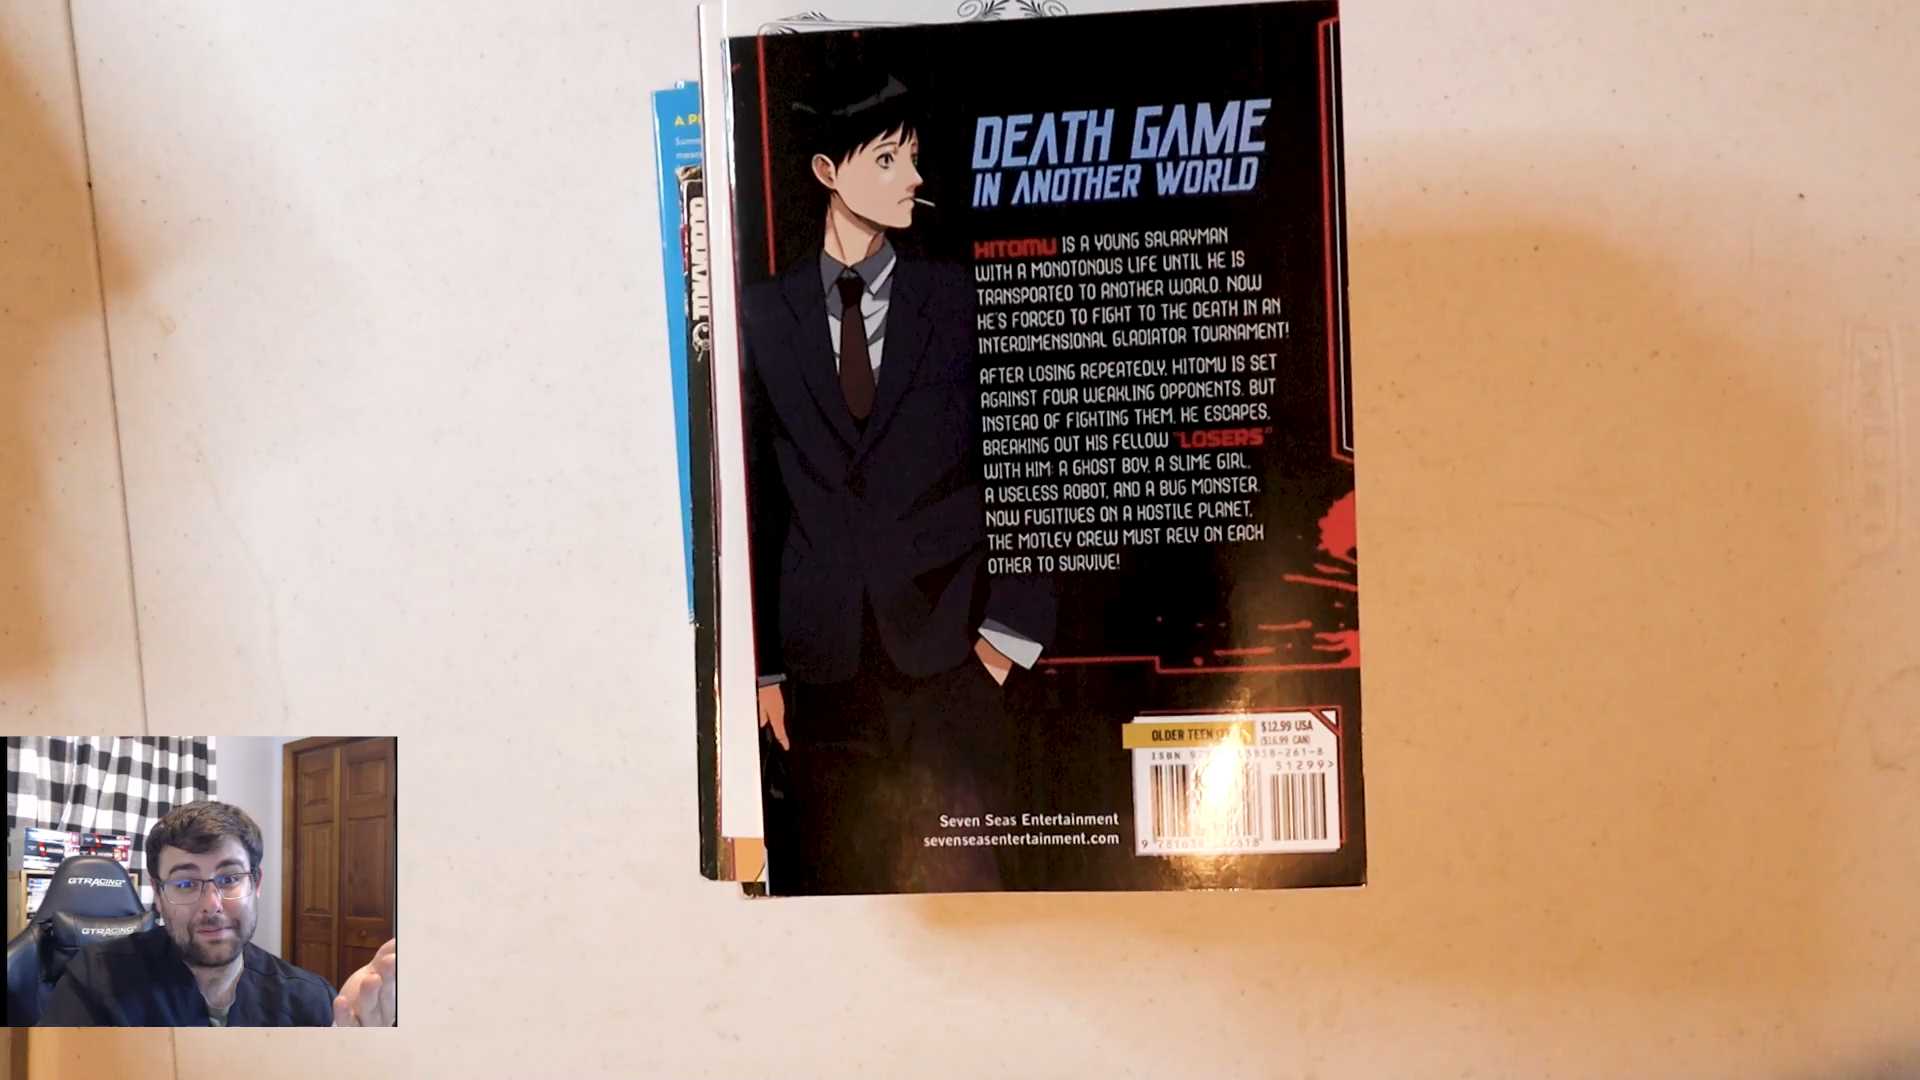 DEATH GAME
IN ANOTHER WORLD
HITOMU IS A YOUNG SALARYMAN
WITH A MONOTONOUS LIFE UNTIL HE IS
TRANSPORTED TO ANOTHER WORLD. NOW
HE'S FORCED TO FIGHT TO THE DEATH IN AN
INTERDIMENSIONAL GLADIATOR TOURNAMENT!
AFTER LOSING REPEATEDLY, HITOMU IS SET
AGAINST FOUR WEAKLING OPPONENTS. BUT
INSTEAD OF FIGHTING THEM, HE ESCAPES,
BREAKING OUT HIS FELLOW "LOSERS"
WITH HIM: A GHOST BOY, A SLIME GIRL,
A USELESS ROBOT, AND A BUG MONSTER.
NOW FUGITIVES ON A HOSTILE PLANET,
THE MOTLEY CREW MUST RELY ON EACH
OTHER TO SURVIVE!
OLDER TEEN
$12.99 USA
($16.99 CAN)
ISBN
51299>
Seven Seas Entertainment
sevenseasentertainment.com
A
GTRACING
GTRACING